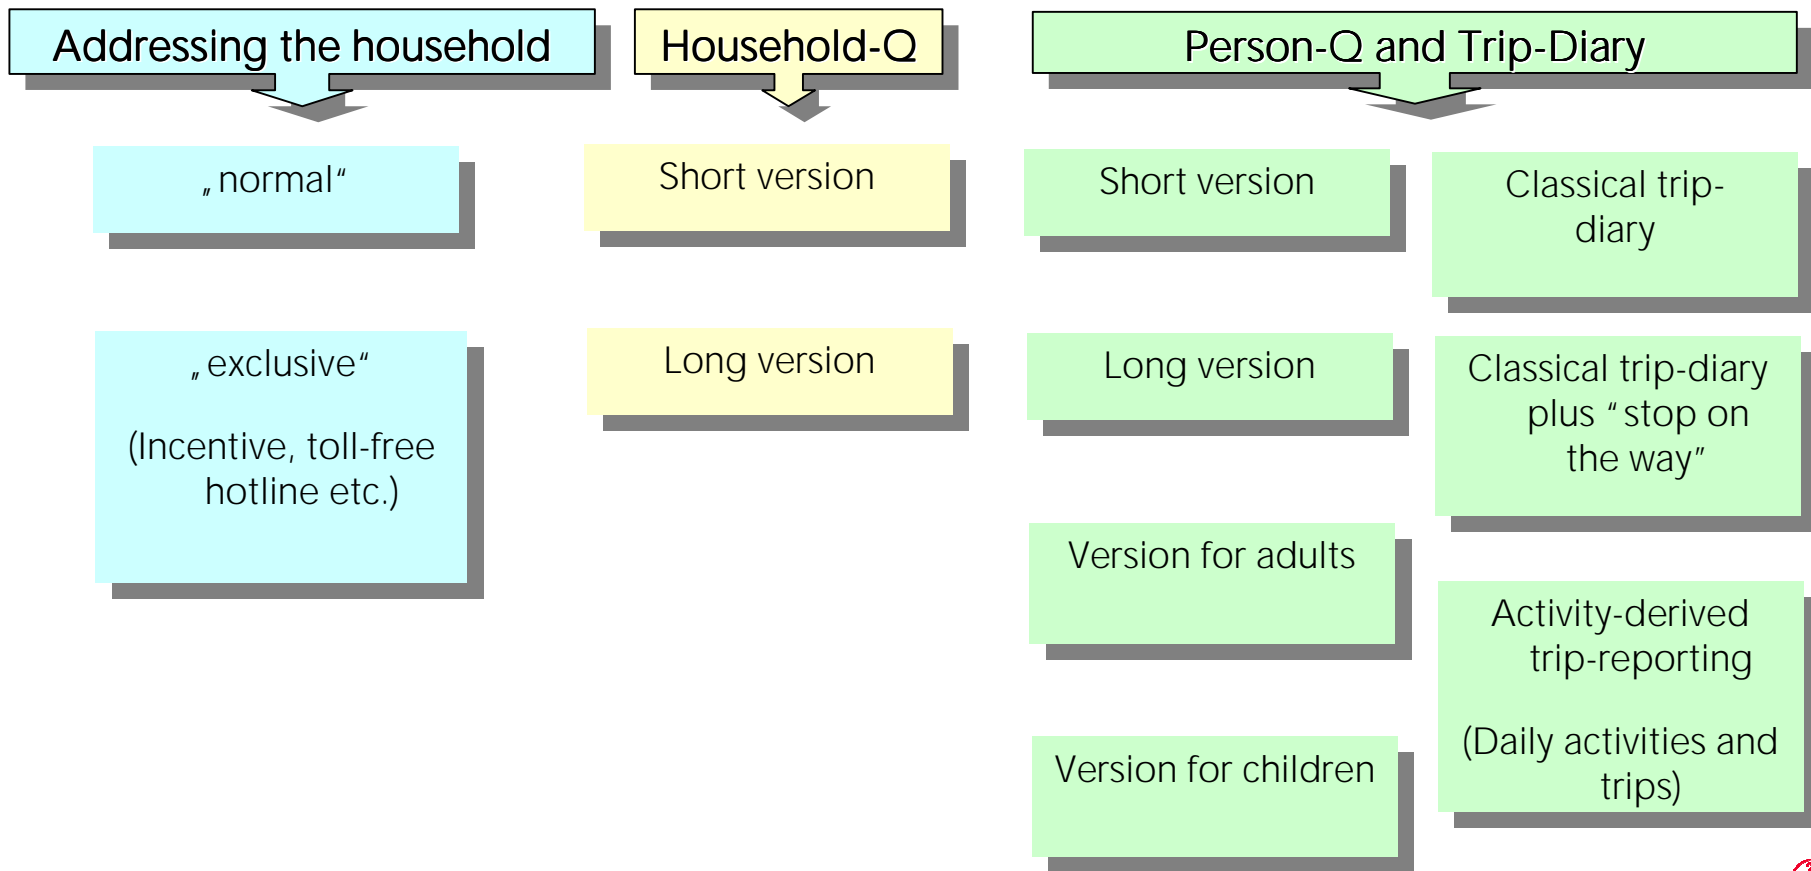 Addressing the household
Household-Q
Person-Q and Trip-Diary
„normal“
Short version
Short version
Classical trip-
diary
„exclusive“
(Incentive, toll-free
hotline etc.)
Long version
Long version
Classical trip-diary
plus “stop on
the way”
Version for adults
Activity-derived
trip-reporting
(Daily activities and
trips)
Version for children